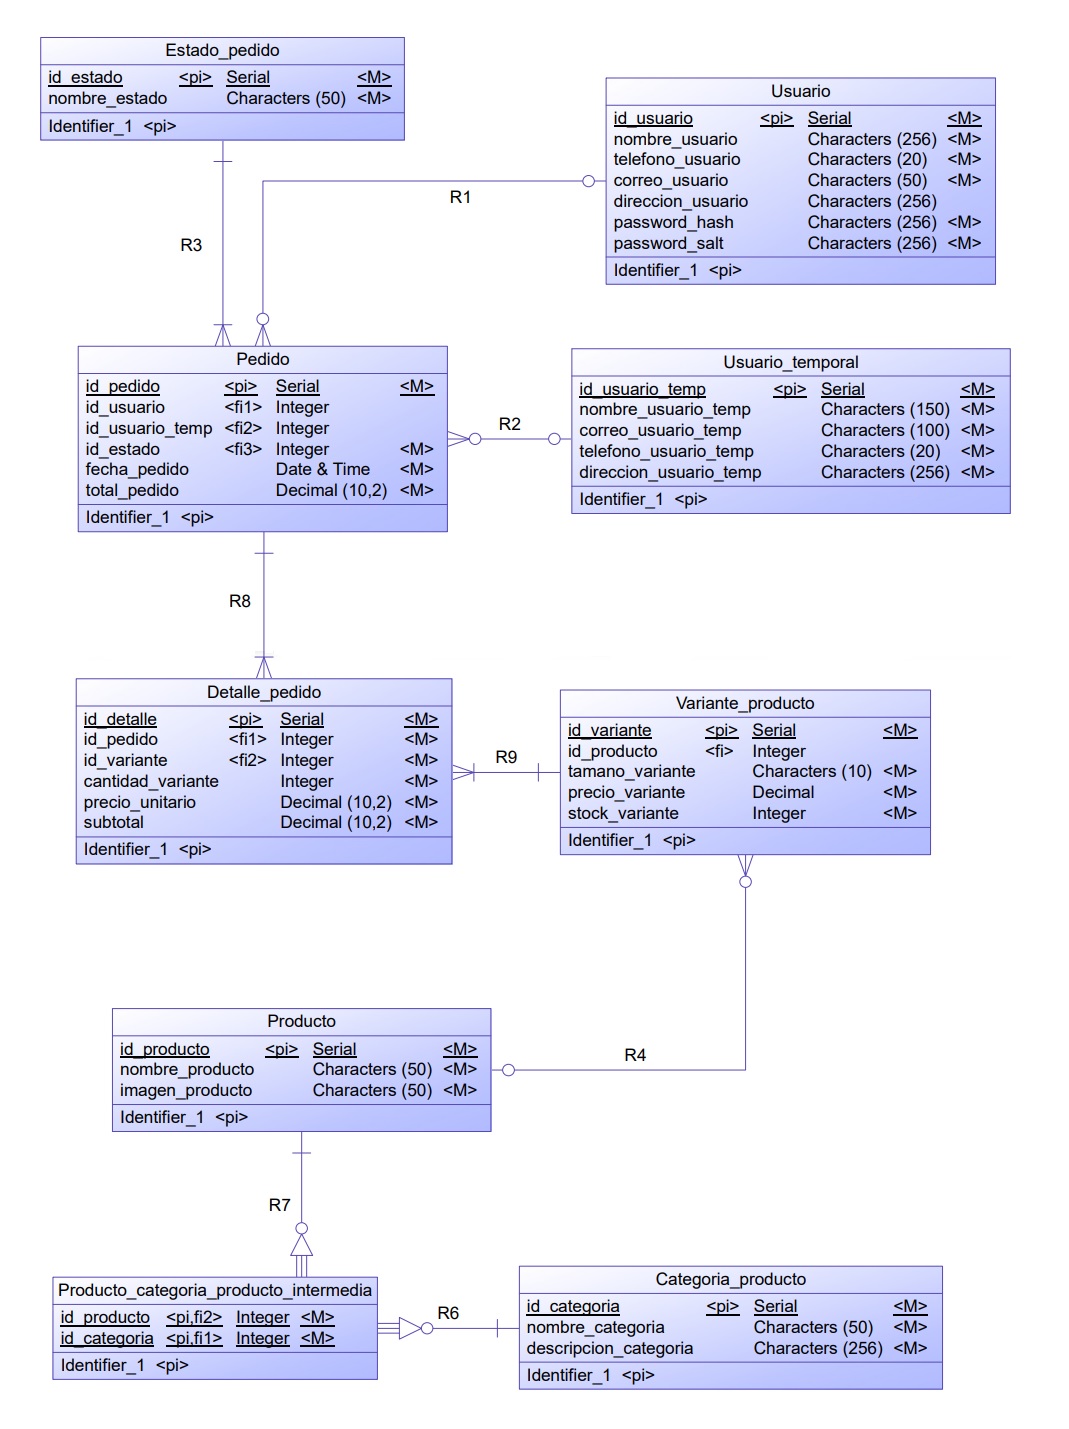 Estado_pedido
id_estado <pi> Serial <M>
nombre_estado Characters (50) <M>
Identifier_1 <pi>
Usuario
id_usuario <pi> Serial <M>
nombre_usuario Characters (256) <M>
telefono_usuario Characters (20) <M>
correo_usuario Characters (50) <M>
direccion_usuario Characters (256)
password_hash Characters (256) <M>
password_salt Characters (256) <M>
Identifier_1 <pi>
R1
R3
Pedido
id_pedido <pi> Serial <M>
id_usuario <fi1> Integer
id_usuario_temp <fi2> Integer
id_estado <fi3> Integer <M>
fecha_pedido Date & Time <M>
total_pedido Decimal (10,2) <M>
Identifier_1 <pi>
R2
Usuario_temporal
id_usuario_temp <pi> Serial <M>
nombre_usuario_temp Characters (150) <M>
correo_usuario_temp Characters (100) <M>
telefono_usuario_temp Characters (20) <M>
direccion_usuario_temp Characters (256) <M>
Identifier_1 <pi>
R8
Detalle_pedido
id_detalle <pi> Serial <M>
id_pedido <fi1> Integer <M>
id_variante <fi2> Integer <M>
cantidad_variante Integer <M>
precio_unitario Decimal (10,2) <M>
subtotal Decimal (10,2) <M>
Identifier_1 <pi>
R9
Variante_producto
id_variante <pi> Serial <M>
id_producto <fi> Integer
tamano_variante Characters (10) <M>
precio_variante Decimal <M>
stock_variante Integer <M>
Identifier_1 <pi>
R4
Producto
id_producto <pi> Serial <M>
nombre_producto Characters (50) <M>
imagen_producto Characters (50) <M>
Identifier_1 <pi>
R7
Producto_categoria_producto_intermedia
id_producto <pi,fi2> Integer <M>
id_categoria <pi,fi1> Integer <M>
Identifier_1 <pi>
R6
Categoria_producto
id_categoria <pi> Serial <M>
nombre_categoria Characters (50) <M>
descripcion_categoria Characters (256) <M>
Identifier_1 <pi>